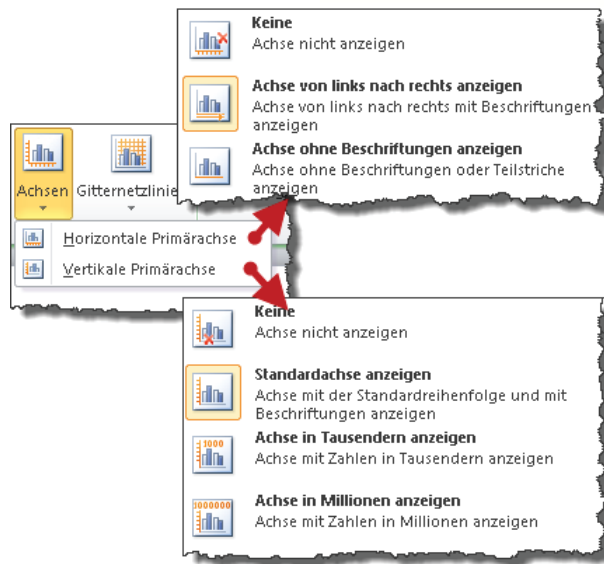 Keine
Achse nicht anzeigen
Achse von links nach rechts anzeigen
Achse von links nach rechts mit Beschriftungen
anzeigen
Achse ohne Beschriftungen anzeigen
Achse ohne Beschriftungen oder Teilstriche
anzeigen
Achsen
Gitternetzlinie
Horizontale Primärachse
Vertikale Primärachse
Keine
Achse nicht anzeigen
Standardachse anzeigen
Achse mit der Standardreihenfolge und mit
Beschriftungen anzeigen
1000
Achse in Tausendern anzeigen
Achse mit Zahlen in Tausendern anzeigen
1000000
Achse in Millionen anzeigen
Achse mit Zahlen in Millionen anzeigen